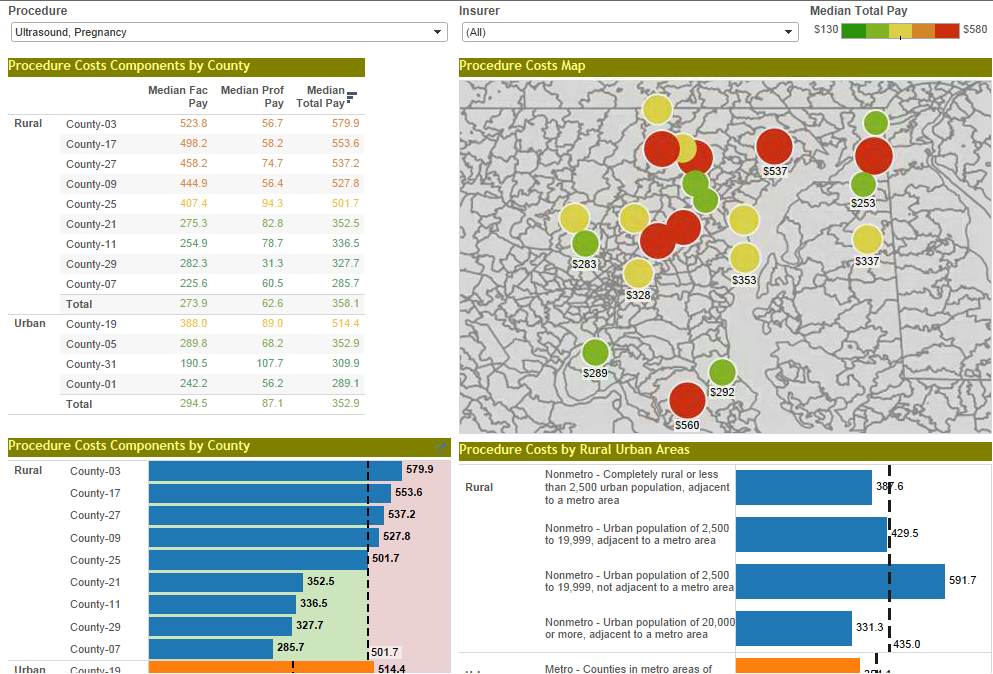 Procedure
Insurer
Median Total Pay
Ultrasound, Pregnancy
(All)
$130
$580
Procedure Costs Components by County
Median Fac Pay Median Prof Pay Median Total Pay
Rural County-03 523.8 56.7 579.9
County-17 498.2 58.2 553.6
County-27 458.2 74.7 537.2
County-09 444.9 56.4 527.8
County-25 407.4 94.3 501.7
County-21 275.3 82.8 352.5
County-11 254.9 78.7 336.5
County-29 282.3 31.3 327.7
County-07 225.6 60.5 285.7
Total 273.9 62.6 358.1
Urban County-19 388.0 89.0 514.4
County-05 289.8 68.2 352.9
County-31 190.5 107.7 309.9
County-01 242.2 56.2 289.1
Total 294.5 87.1 352.9
Procedure Costs Map
$537
$253
$283
$337
$353
$328
$289
$292
$560
Procedure Costs Components by County
Rural County-03 579.9
County-17 553.6
County-27 537.2
County-09 527.8
County-25 501.7
County-21 352.5
County-11 336.5
County-29 327.7
County-07 285.7
501.7
Urban County-19 514.4
Procedure Costs by Rural Urban Areas
Rural
Nonmetro - Completely rural or less
than 2,500 urban population, adjacent
to a metro area
387.6
Nonmetro - Urban population of 2,500
to 19,999, adjacent to a metro area
429.5
Nonmetro - Urban population of 2,500
to 19,999, not adjacent to a metro area
591.7
Nonmetro - Urban population of 20,000
or more, adjacent to a metro area
331.3
435.0
Metro - Counties in metro areas of